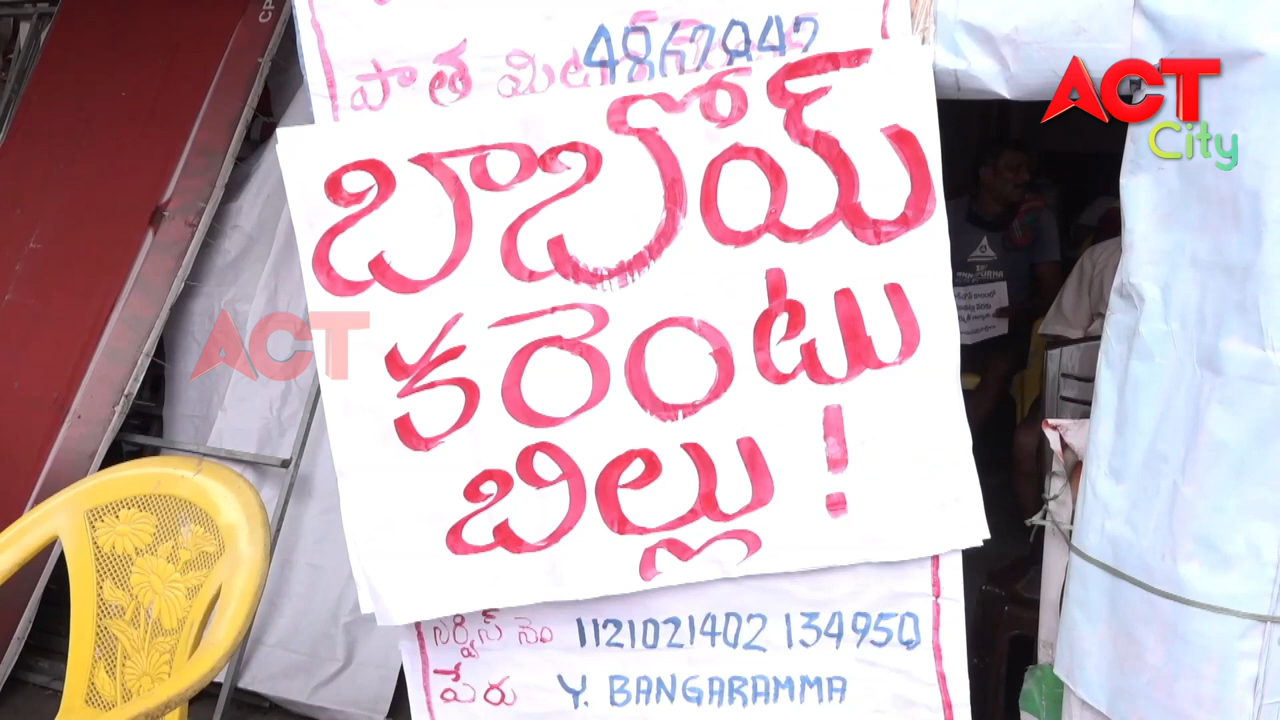 పాత మీటర్
బాబోయ్
కరెంటు
బిల్లు !
సర్వీస్ నెం 1121021402 134950
పేరు Y. BANGARAMMA
ACT
City
ACT